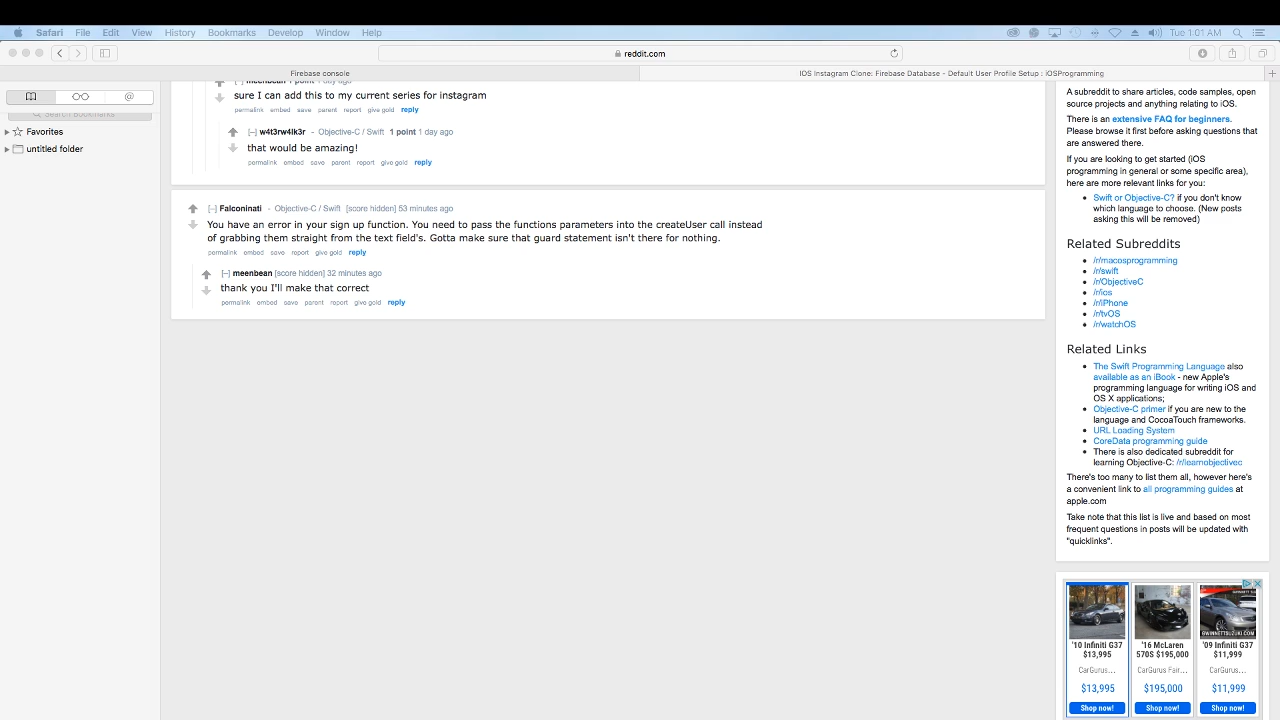 Safari File Edit View History Bookmarks Develop Window Help
Tue 1:01 AM
reddit.com
Firebase console
IOS Instagram Clone: Firebase Database - Default User Profile Setup : iOSProgramming
Search Bookmarks
Favorites
untitled folder
[–] meenbean 1 point 1 day ago
sure I can add this to my current series for instagram
permalink embed save parent report give gold reply
[–] w4t3rw4lk3r - Objective-C / Swift 1 point 1 day ago
that would be amazing!
permalink embed save parent report give gold reply
[–] Falconinati - Objective-C / Swift [score hidden] 53 minutes ago
You have an error in your sign up function. You need to pass the functions parameters into the createUser call instead
of grabbing them straight from the text field's. Gotta make sure that guard statement isn't there for nothing.
permalink embed save report give gold reply
[–] meenbean [score hidden] 32 minutes ago
thank you I'll make that correct
permalink embed save parent report give gold reply
A subreddit to share articles, code samples, open
source projects and anything relating to iOS.
There is an extensive FAQ for beginners.
Please browse it first before asking questions that
are answered there.
If you are looking to get started (iOS
programming in general or some specific area),
here are more relevant links for you:
Swift or Objective-C? if you don't know
which language to choose. (New posts
asking this will be removed)
Related Subreddits
/r/macosprogramming
/r/swift
/r/ObjectiveC
/r/ios
/r/iPhone
/r/tvOS
/r/watchOS
Related Links
The Swift Programming Language also
available as an iBook - new Apple's
programming language for writing iOS and
OS X applications;
Objective-C primer if you are new to the
language and CocoaTouch frameworks.
URL Loading System
CoreData programming guide
There is also dedicated subreddit for
learning Objective-C: /r/learnobjectivec
There's too many to list them all, however here's
a convenient link to all programming guides at
apple.com
Take note that this list is live and based on most
frequent questions in posts will be updated with
"quicklinks".
GWINNETTSUZUKI.COM
'10 Infiniti G37 '16 McLaren '09 Infiniti G37
$13,995 570S $195,000 $11,999
CarGurus... CarGurus Fair... CarGurus...
$13,995 $195,000 $11,999
Shop now! Shop now! Shop now!